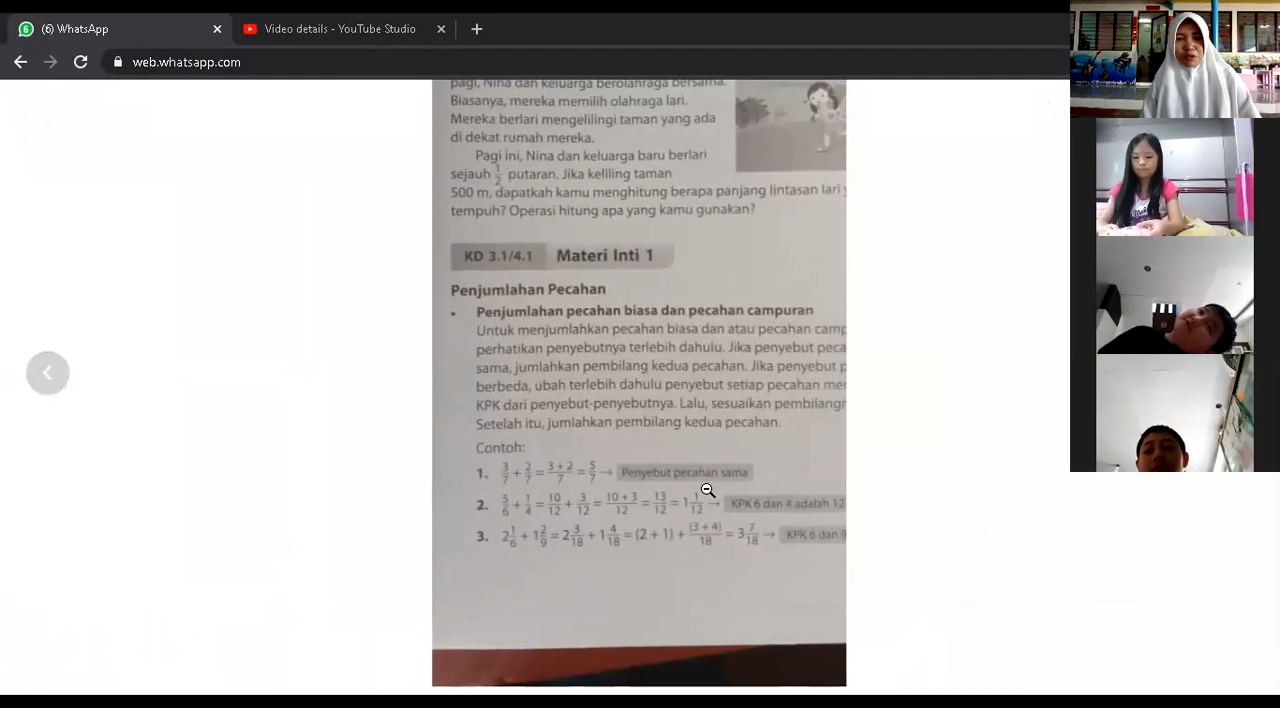 (6) WhatsApp
Video details - YouTube Studio
web.whatsapp.com
pagi, Nina dan keluarga berolahraga bersama.
Biasanya, mereka memilih olahraga lari.
Mereka berlari mengelilingi taman yang ada
di dekat rumah mereka.
Pagi ini, Nina dan keluarga baru berlari
sejauh 1/2 putaran. Jika keliling taman
500 m, dapatkah kamu menghitung berapa panjang lintasan lari
tempuh? Operasi hitung apa yang kamu gunakan?
KD 3.1/4.1 Materi Inti 1
Penjumlahan Pecahan
• Penjumlahan pecahan biasa dan pecahan campuran
Untuk menjumlahkan pecahan biasa dan atau pecahan camp
perhatikan penyebutnya terlebih dahulu. Jika penyebut peca
sama, jumlahkan pembilang kedua pecahan. Jika penyebut p
berbeda, ubah terlebih dahulu penyebut setiap pecahan me
KPK dari penyebut-penyebutnya. Lalu, sesuaikan pembilang
Setelah itu, jumlahkan pembilang kedua pecahan.
Contoh:
1. 3/7 + 2/7 = 3 + 2/7 = 5/7 → Penyebut pecahan sama
2. 5/6 + 1/4 = 10/12 + 3/12 = 10 + 3/12 = 13/12 = 1 1/12 → KPK 6 dan 4 adalah 12
3. 2 1/6 + 1 2/9 = 2 3/18 + 1 4/18 = (2 + 1) + (3 + 4)/18 = 3 7/18 → KPK 6 dan 9